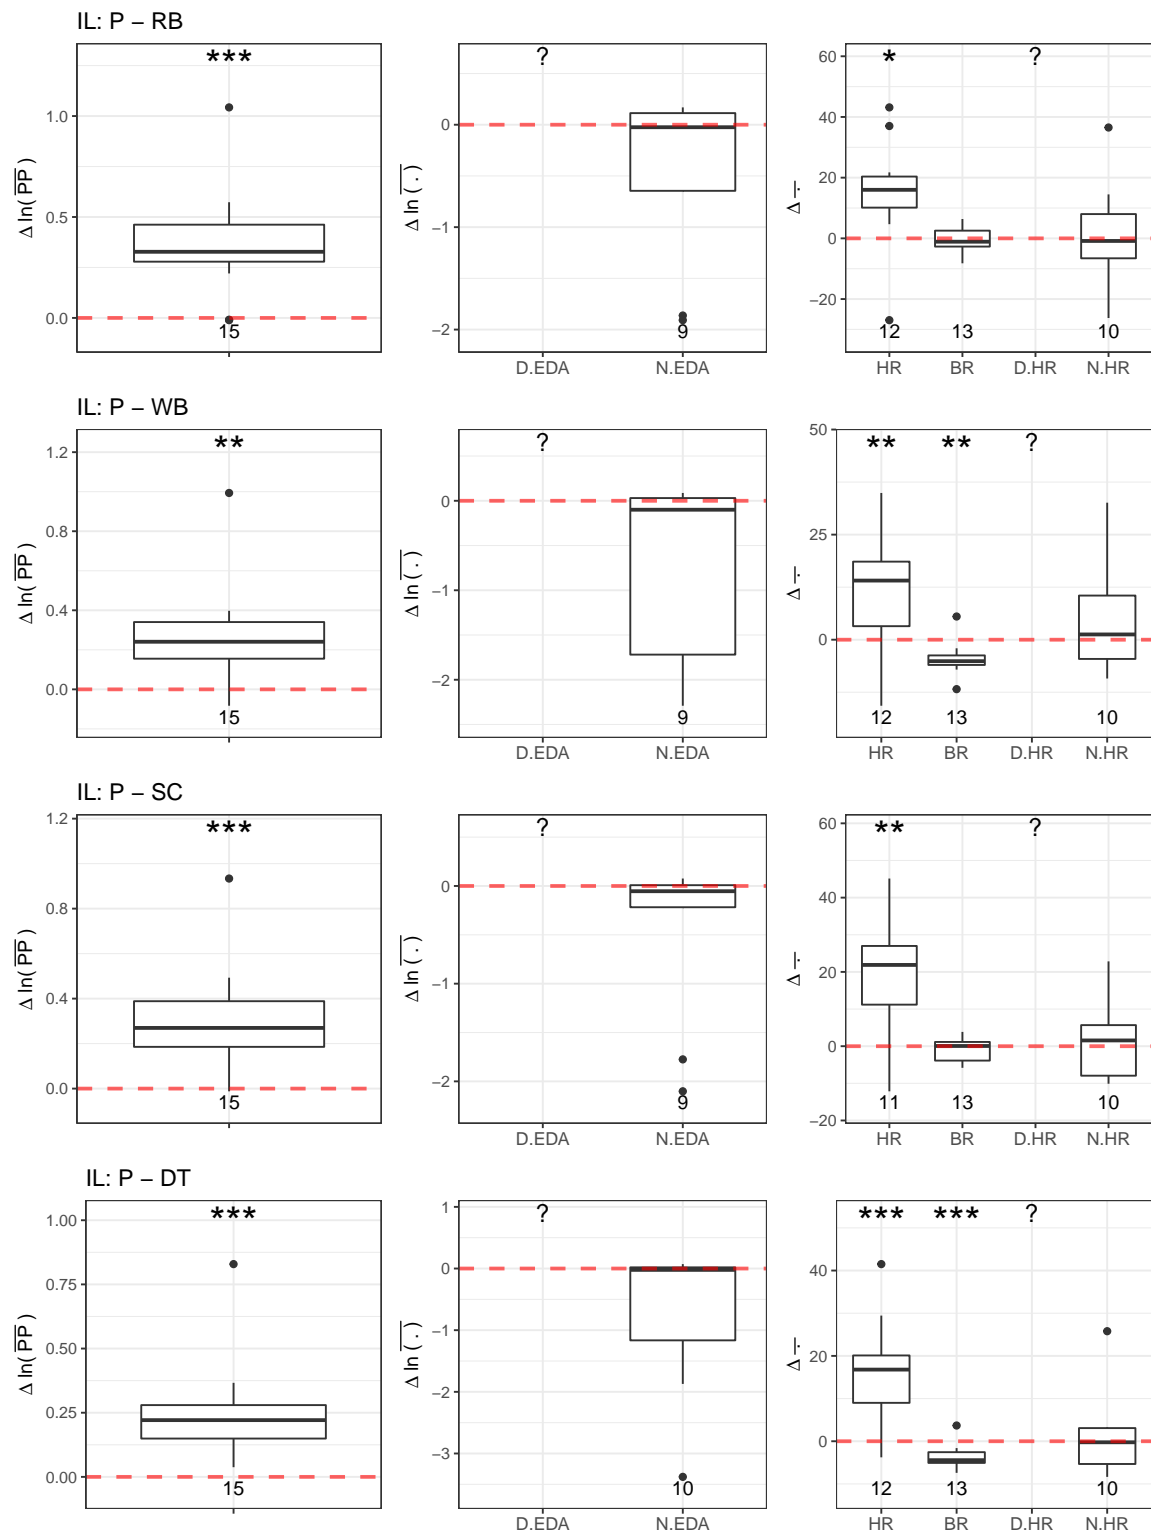 IL: P − RB
∗∗∗
?
∗
?
1.0
0.5
0.0
Δ ln( PP )
15
0
−1
−2
Δ ln( . )
9
D.EDA
N.EDA
60
40
20
0
−20
Δ .
12
13
10
HR
BR
D.HR
N.HR
IL: P − WB
∗∗
?
∗∗
∗∗
?
1.2
0.8
0.4
0.0
Δ ln( PP )
15
0
−1
−2
Δ ln( . )
9
D.EDA
N.EDA
50
25
0
Δ .
12
13
10
HR
BR
D.HR
N.HR
IL: P − SC
∗∗∗
?
∗∗
?
1.2
0.8
0.4
0.0
Δ ln( PP )
15
0
−1
−2
Δ ln( . )
9
D.EDA
N.EDA
60
40
20
0
−20
Δ .
11
13
10
HR
BR
D.HR
N.HR
IL: P − DT
∗∗∗
?
∗∗∗
∗∗∗
?
1.00
0.75
0.50
0.25
0.00
Δ ln( PP )
15
1
0
−1
−2
−3
Δ ln( . )
10
D.EDA
N.EDA
40
20
0
Δ .
12
13
10
HR
BR
D.HR
N.HR